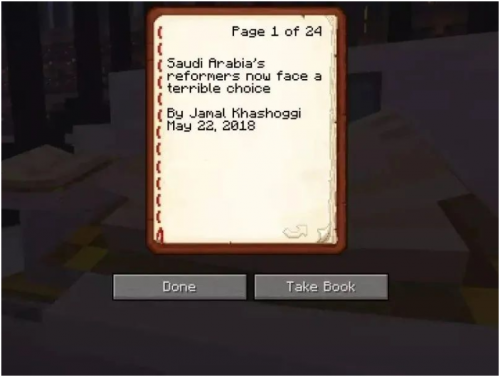 Page 1 of 24
Saudi Arabia's
reformers now face a
terrible choice
By Jamal Khashoggi
May 22, 2018
Done
Take Book